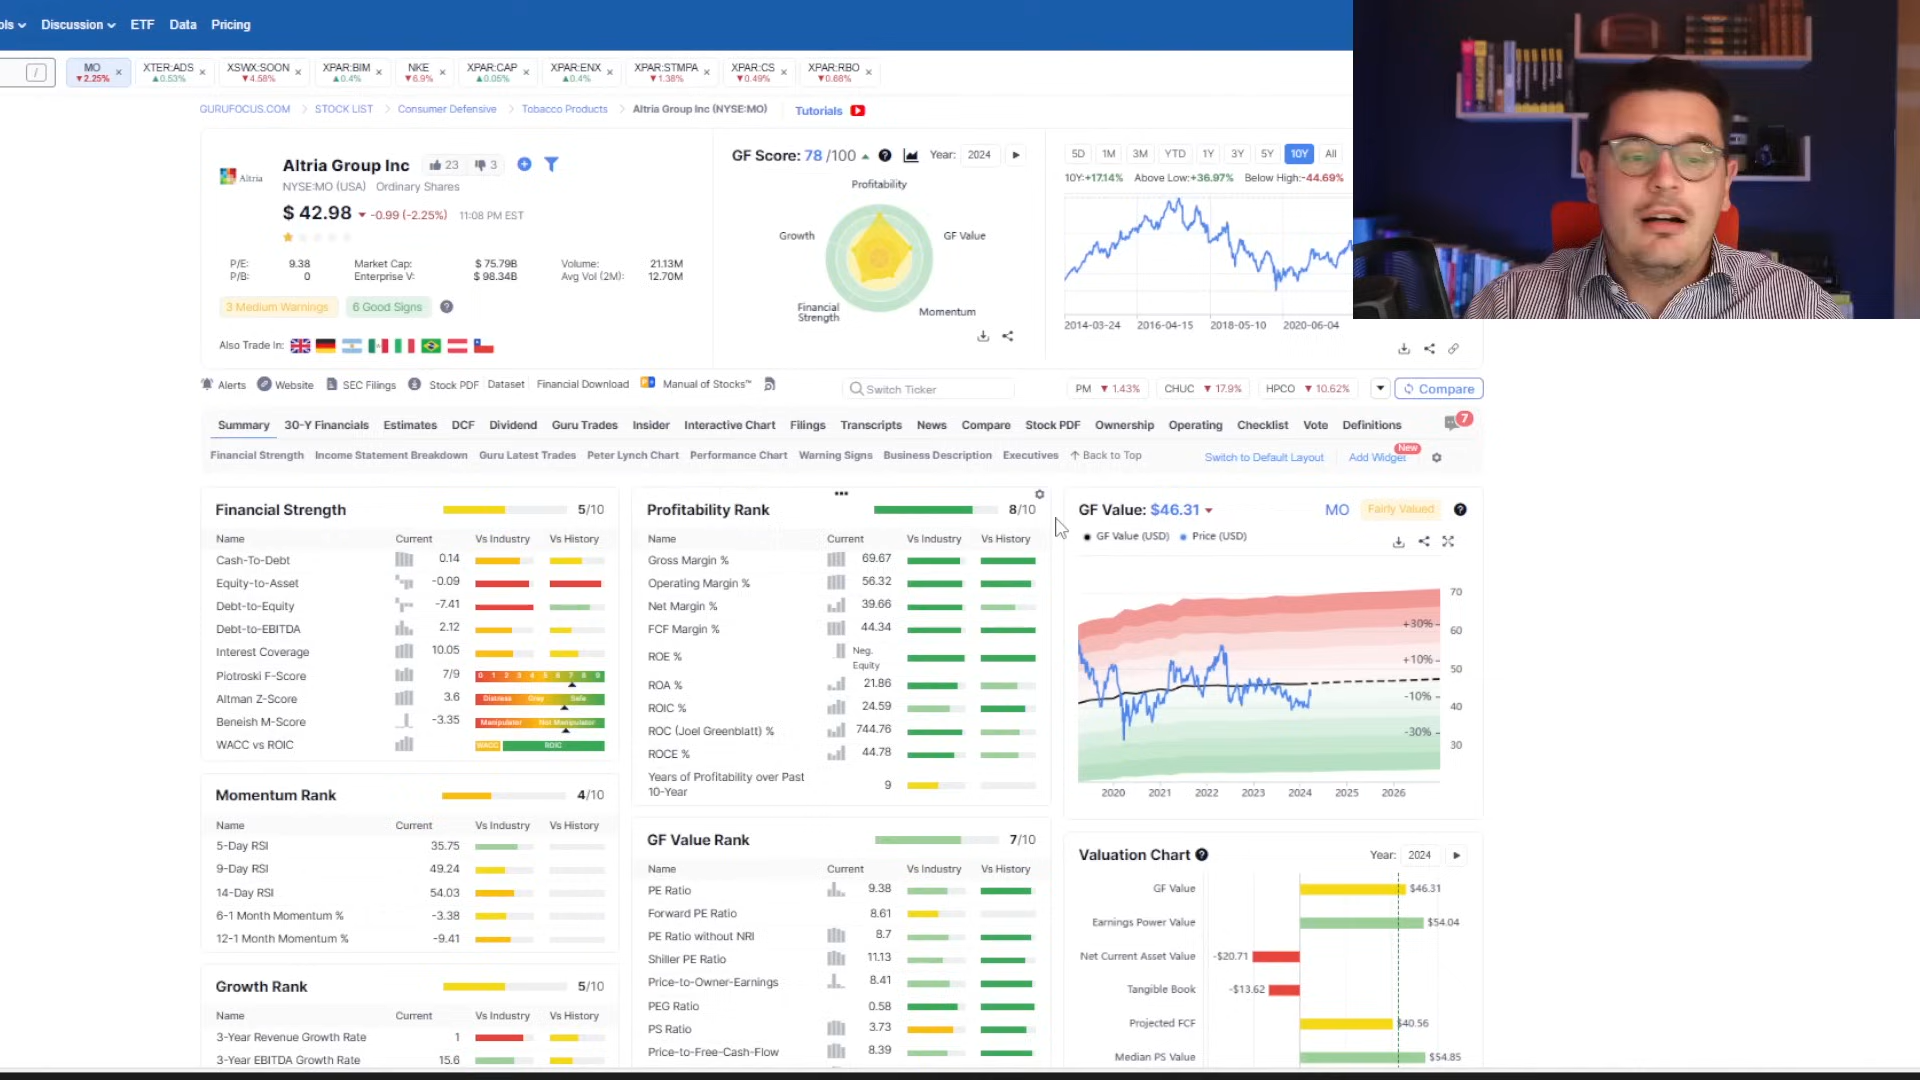 ols Discussion ETF Data Pricing
/ MO ▼2.25% × XTER:ADS ▲0.53% × XSWX:SOON ▼4.58% × XPAR:BIM ▲0.4% × NKE ▼6.9% × XPAR:CAP ▲0.05% × XPAR:ENX ▲0.4% × XPAR:STMPA ▼1.38% × XPAR:CS ▼0.49% × XPAR:RBO ▼0.68% ×
GURUFOCUS.COM > STOCK LIST > Consumer Defensive > Tobacco Products > Altria Group Inc (NYSE:MO) Tutorials
Altria
Altria Group Inc 23 3
NYSE:MO (USA) Ordinary Shares
$ 42.98 -0.99 (-2.25%) 11:08 PM EST
P/E: 9.38 Market Cap: $ 75.79B Volume: 21.13M
P/B: 0 Enterprise V: $ 98.34B Avg Vol (2M): 12.70M
3 Medium Warnings 6 Good Signs ?
Also Trade In:
GF Score: 78 /100 ? Year: 2024
Profitability
Growth GF Value
Financial Strength Momentum
5D 1M 3M YTD 1Y 3Y 5Y 10Y All
10Y:+17.14% Above Low:+36.97% Below High:-44.69%
2014-03-24 2016-04-15 2018-05-10 2020-06-04
Alerts Website SEC Filings Stock PDF Dataset Financial Download Manual of Stocks™ Switch Ticker PM ▼ 1.43% CHUC ▼ 17.9% HPCO ▼ 10.62% Compare
Summary 30-Y Financials Estimates DCF Dividend Guru Trades Insider Interactive Chart Filings Transcripts News Compare Stock PDF Ownership Operating Checklist Vote Definitions 7
Financial Strength Income Statement Breakdown Guru Latest Trades Peter Lynch Chart Performance Chart Warning Signs Business Description Executives ↑ Back to Top Switch to Default Layout Add Widget New
Financial Strength 5/10
Name Current Vs Industry Vs History
Cash-To-Debt 0.14
Equity-to-Asset -0.09
Debt-to-Equity -7.41
Debt-to-EBITDA 2.12
Interest Coverage 10.05
Piotroski F-Score 7/9 0 1 2 3 4 5 6 7 8 9
Altman Z-Score 3.6 Distress Grey Safe
Beneish M-Score -3.35 Manipulator Not Manipulator
WACC vs ROIC WACC ROIC
Momentum Rank 4/10
Name Current Vs Industry Vs History
5-Day RSI 35.75
9-Day RSI 49.24
14-Day RSI 54.03
6-1 Month Momentum % -3.38
12-1 Month Momentum % -9.41
Growth Rank 5/10
Name Current Vs Industry Vs History
3-Year Revenue Growth Rate 1
3-Year EBITDA Growth Rate 15.6
Profitability Rank 8/10
Name Current Vs Industry Vs History
Gross Margin % 69.67
Operating Margin % 56.32
Net Margin % 39.66
FCF Margin % 44.34
ROE % Neg. Equity
ROA % 21.86
ROIC % 24.59
ROC (Joel Greenblatt) % 744.76
ROCE % 44.78
Years of Profitability over Past
10-Year 9
GF Value Rank 7/10
Name Current Vs Industry Vs History
PE Ratio 9.38
Forward PE Ratio 8.61
PE Ratio without NRI 8.7
Shiller PE Ratio 11.13
Price-to-Owner-Earnings 8.41
PEG Ratio 0.58
PS Ratio 3.73
Price-to-Free-Cash-Flow 8.39
GF Value: $46.31 MO Fairly Valued ?
GF Value (USD) Price (USD)
70
+30% 60
+10% 50
-10% 40
-30% 30
2020 2021 2022 2023 2024 2025 2026
Valuation Chart ? Year: 2024
GF Value $46.31
Earnings Power Value $54.04
Net Current Asset Value -$20.71
Tangible Book -$13.62
Projected FCF $40.56
Median PS Value $54.85